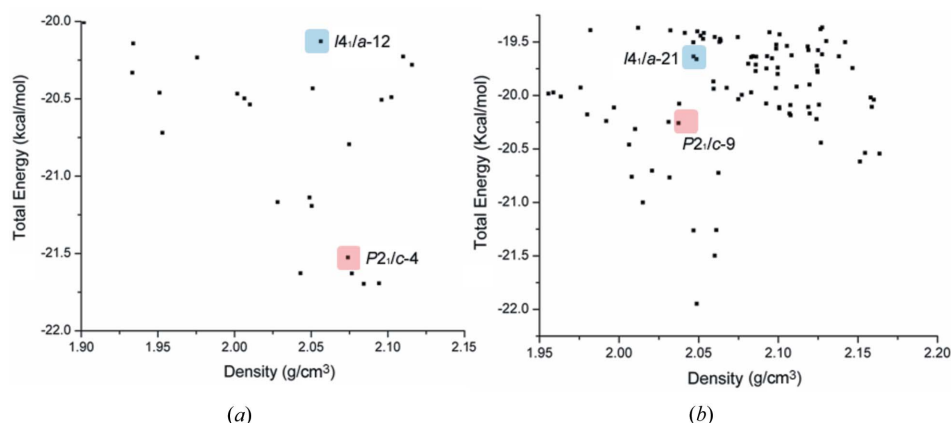 -20.0
-20.5
-21.0
-21.5
-22.0
Total Energy (kcal/mol)
I4₁/a-12
P2₁/c-4
1.90
1.95
2.00
2.05
2.10
2.15
Density (g/cm³)
(a)
-19.5
-20.0
-20.5
-21.0
-21.5
-22.0
Total Energy (Kcal/mol)
I4₁/a-21
P2₁/c-9
1.95
2.00
2.05
2.10
2.15
2.20
Density (g/cm³)
(b)